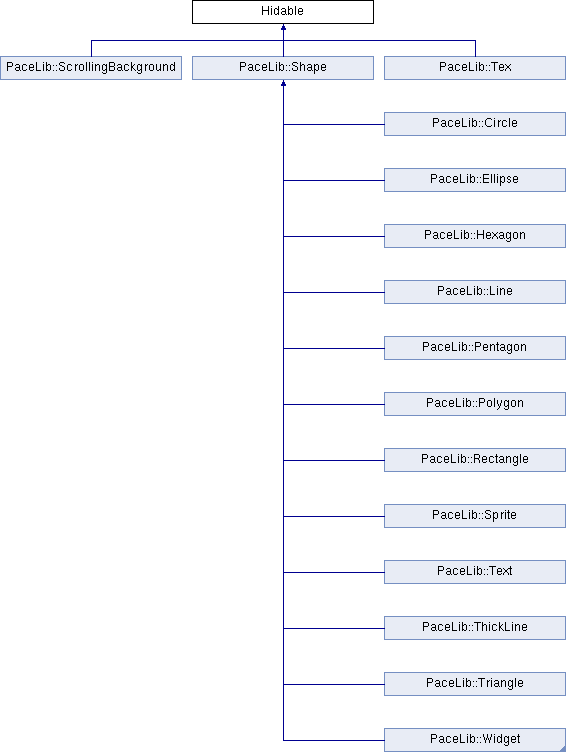 Hidable
PaceLib::ScrollingBackground
PaceLib::Shape
PaceLib::Tex
PaceLib::Circle
PaceLib::Ellipse
PaceLib::Hexagon
PaceLib::Line
PaceLib::Pentagon
PaceLib::Polygon
PaceLib::Rectangle
PaceLib::Sprite
PaceLib::Text
PaceLib::ThickLine
PaceLib::Triangle
PaceLib::Widget